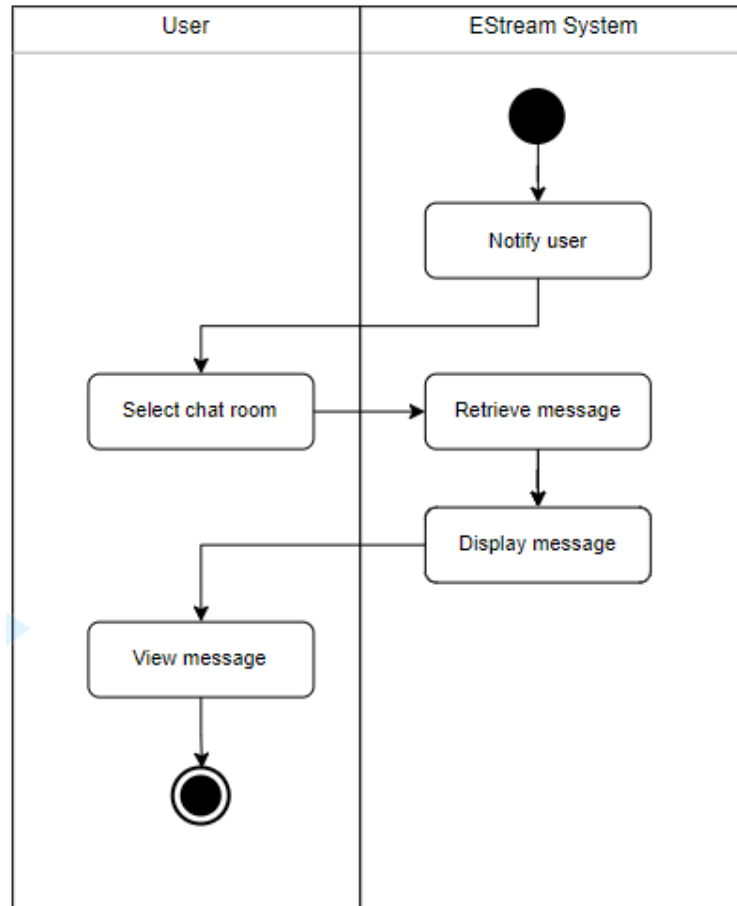 User
EStream System
Notify user
Select chat room
Retrieve message
Display message
View message